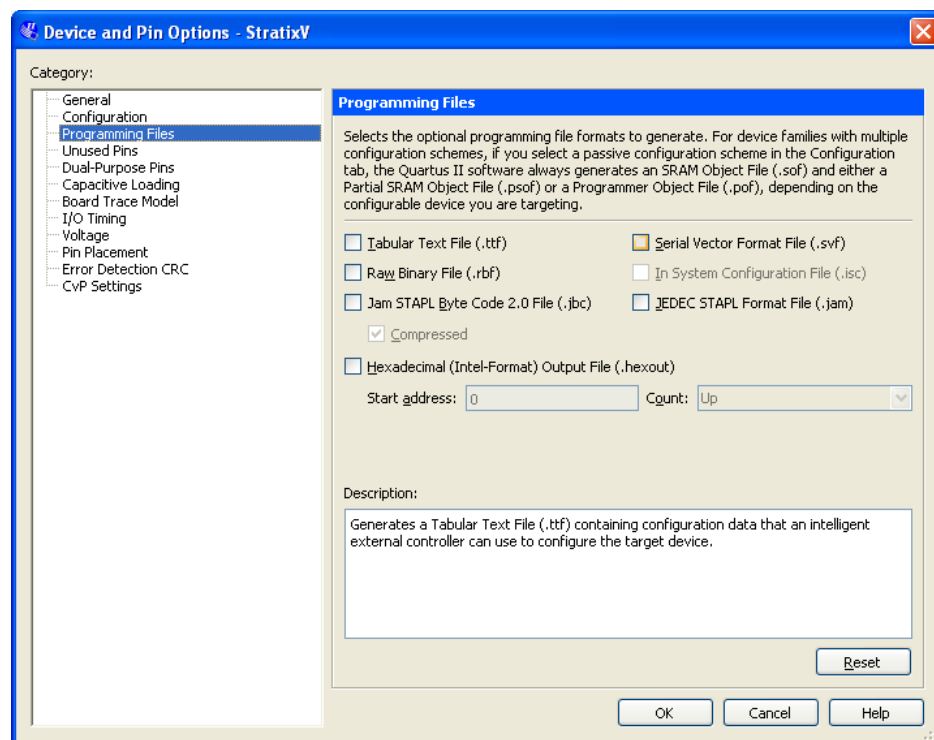 Device and Pin Options - StratixV
Category:
General
Configuration
Programming Files
Unused Pins
Dual-Purpose Pins
Capacitive Loading
Board Trace Model
I/O Timing
Voltage
Pin Placement
Error Detection CRC
CvP Settings
Programming Files
Selects the optional programming file formats to generate. For device families with multiple
configuration schemes, if you select a passive configuration scheme in the Configuration
tab, the Quartus II software always generates an SRAM Object File (.sof) and either a
Partial SRAM Object File (.psof) or a Programmer Object File (.pof), depending on the
configurable device you are targeting.
Tabular Text File (.ttf)
Serial Vector Format File (.svf)
Raw Binary File (.rbf)
In System Configuration File (.isc)
Jam STAPL Byte Code 2.0 File (.jbc)
JEDEC STAPL Format File (.jam)
Compressed
Hexadecimal (Intel-Format) Output File (.hexout)
Start address: 0 Count: Up
Description:
Generates a Tabular Text File (.ttf) containing configuration data that an intelligent
external controller can use to configure the target device.
Reset
OK Cancel Help